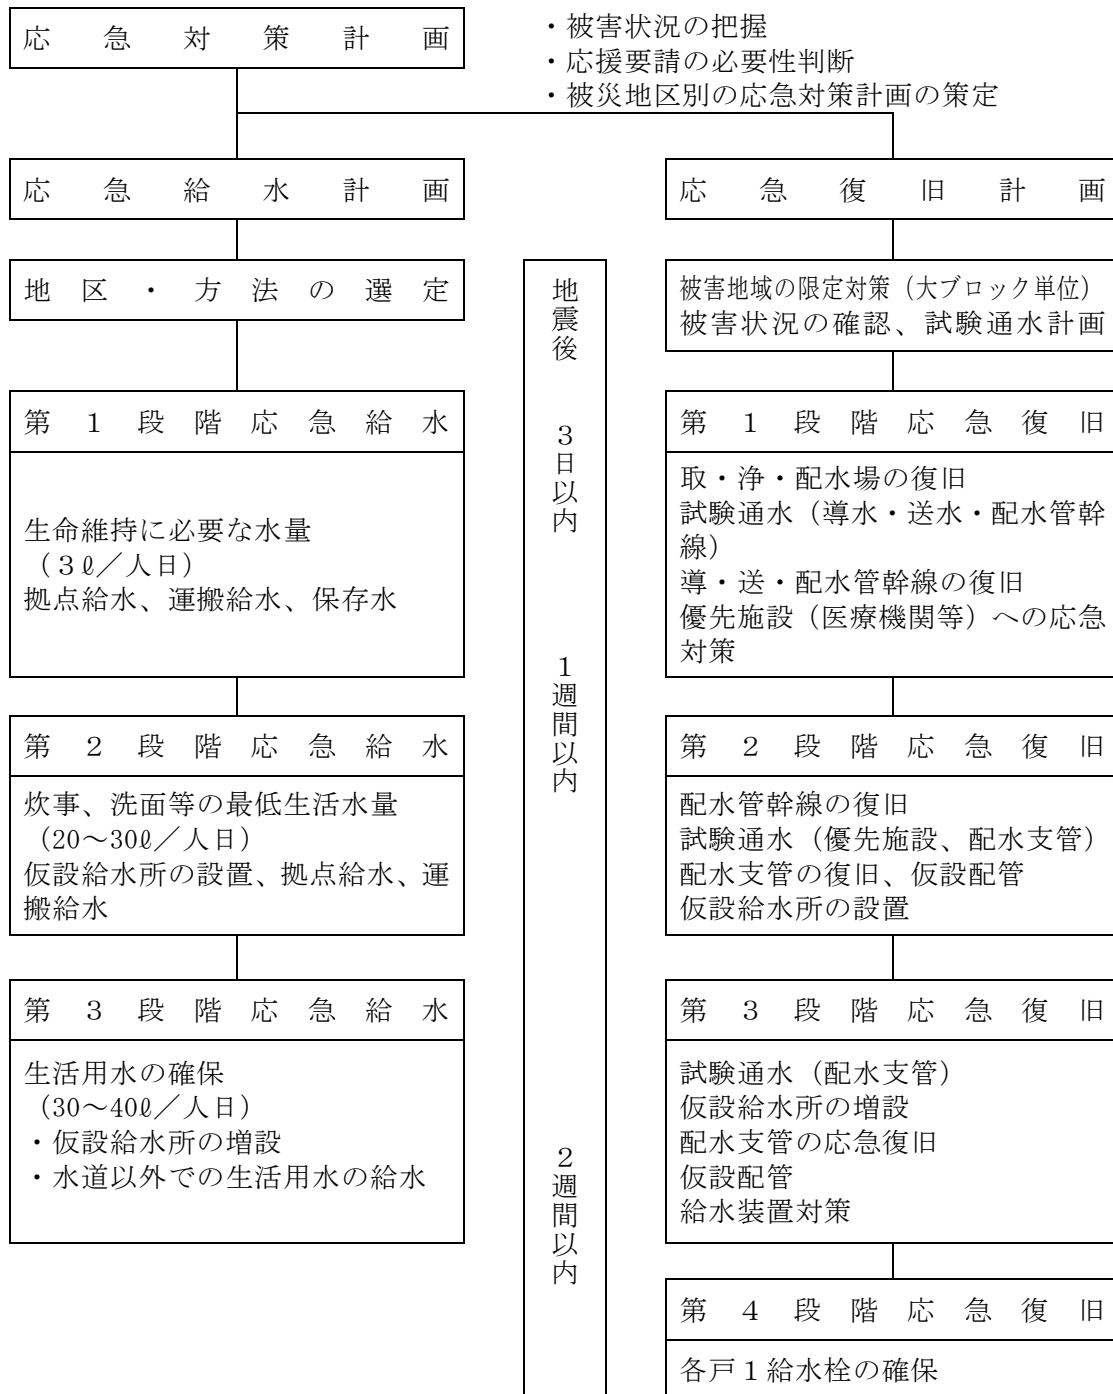 応急対策計画
・被害状況の把握
・応援要請の必要性判断
・被災地区別の応急対策計画の策定
応急給水計画
地区・方法の選定
第1段階応急給水
生命維持に必要な水量
（３ℓ／人日）
拠点給水、運搬給水、保存水
第2段階応急給水
炊事、洗面等の最低生活水量
（20～30ℓ／人日）
仮設給水所の設置、拠点給水、運
搬給水
第3段階応急給水
生活用水の確保
（30～40ℓ／人日）
・仮設給水所の増設
・水道以外での生活用水の給水
地震後
３日以内
１週間以内
２週間以内
応急復旧計画
被害地域の限定対策（大ブロック単位）
被害状況の確認、試験通水計画
第1段階応急復旧
取・浄・配水場の復旧
試験通水（導水・送水・配水管幹
線）
導・送・配水管幹線の復旧
優先施設（医療機関等）への応急
対策
第2段階応急復旧
配水管幹線の復旧
試験通水（優先施設、配水支管）
配水支管の復旧、仮設配管
仮設給水所の設置
第3段階応急復旧
試験通水（配水支管）
仮設給水所の増設
配水支管の応急復旧
仮設配管
給水装置対策
第4段階応急復旧
各戸１給水栓の確保